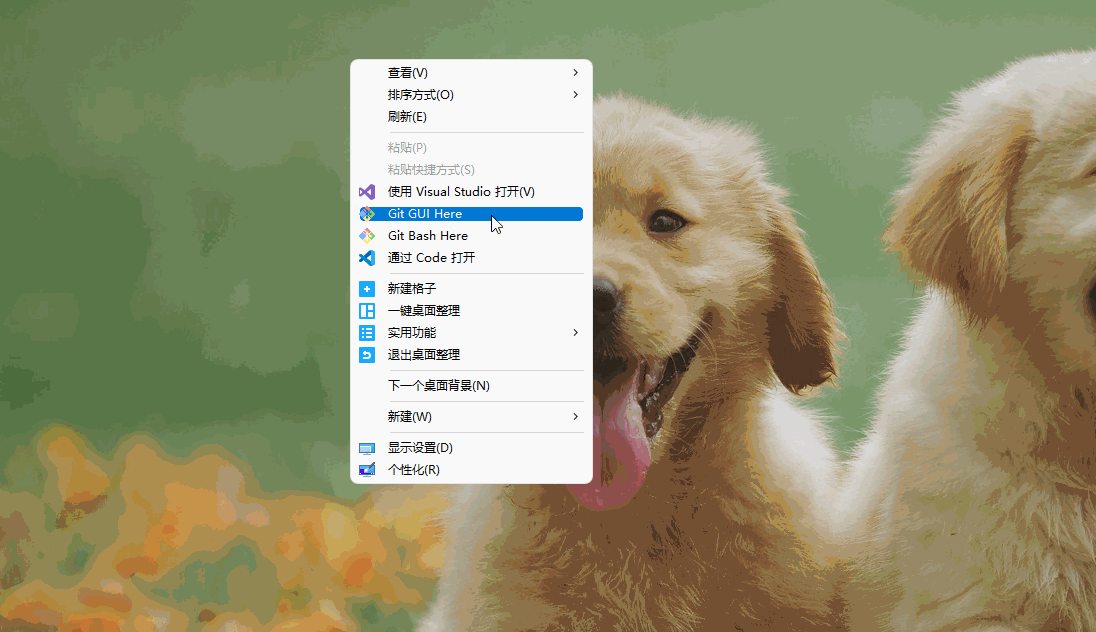 查看(V)
排序方式(O)
刷新(E)
粘贴(P)
粘贴快捷方式(S)
使用 Visual Studio 打开(V)
Git GUI Here
Git Bash Here
通过 Code 打开
新建格子
一键桌面整理
实用功能
退出桌面整理
下一个桌面背景(N)
新建(W)
显示设置(D)
个性化(R)